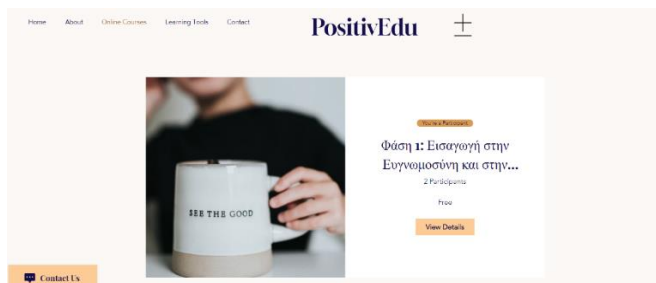 Home About Online Courses Learning Tools Contact
PositivEdu
You're a Participant
Φάση 1: Εισαγωγή στην
Ευγνωμοσύνη και στην...
2 Participants
Free
View Details
SEE THE GOOD
Contact Us